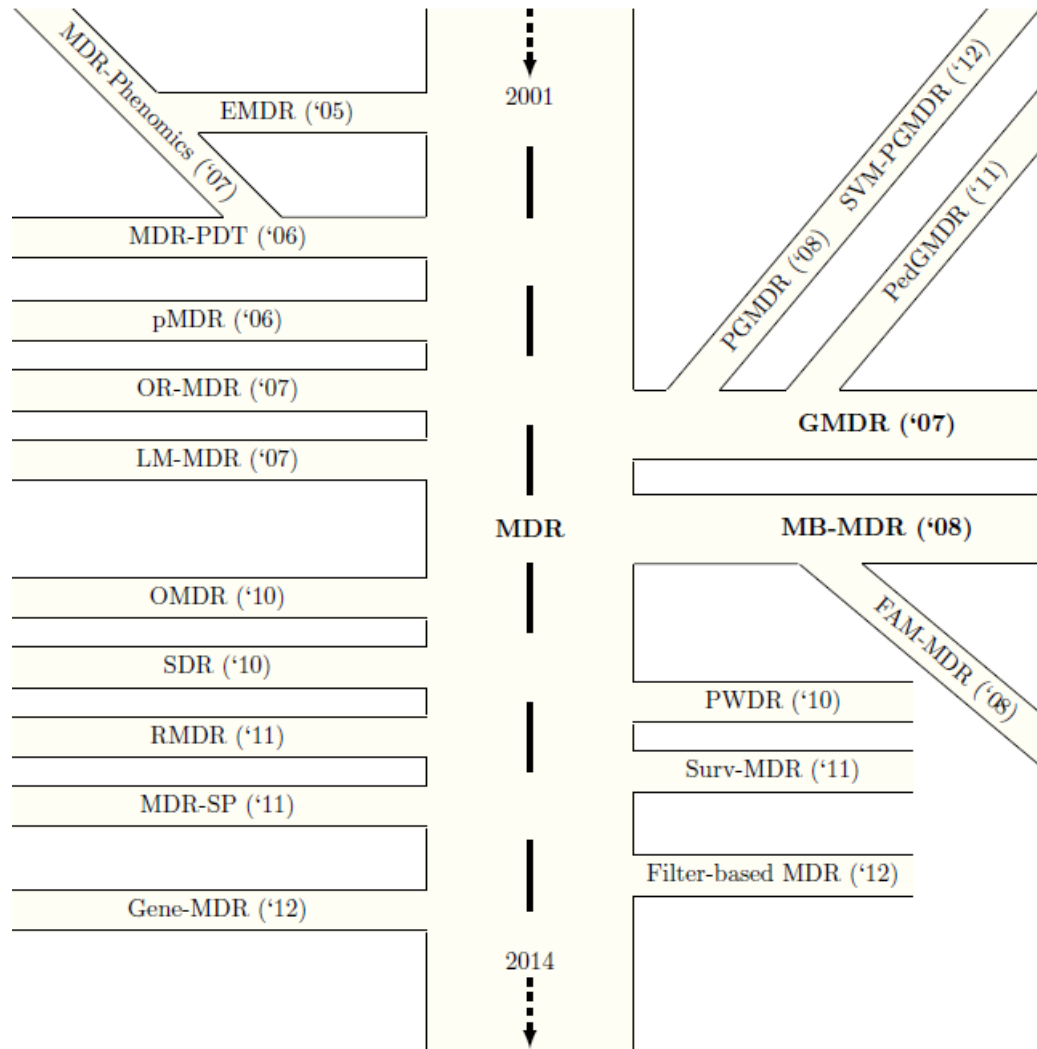 MDR-Phenomics (‘07)
EMDR (‘05)
MDR-PDT (‘06)
pMDR (‘06)
OR-MDR (‘07)
LM-MDR (‘07)
OMDR (‘10)
SDR (‘10)
RMDR (‘11)
MDR-SP (‘11)
Gene-MDR (‘12)
2001
MDR
2014
PGMDR (‘08) SVM-PGMDR (‘12)
PedGMDR (‘11)
GMDR (‘07)
MB-MDR (‘08)
FAM-MDR (‘08)
PWDR (‘10)
Surv-MDR (‘11)
Filter-based MDR (‘12)